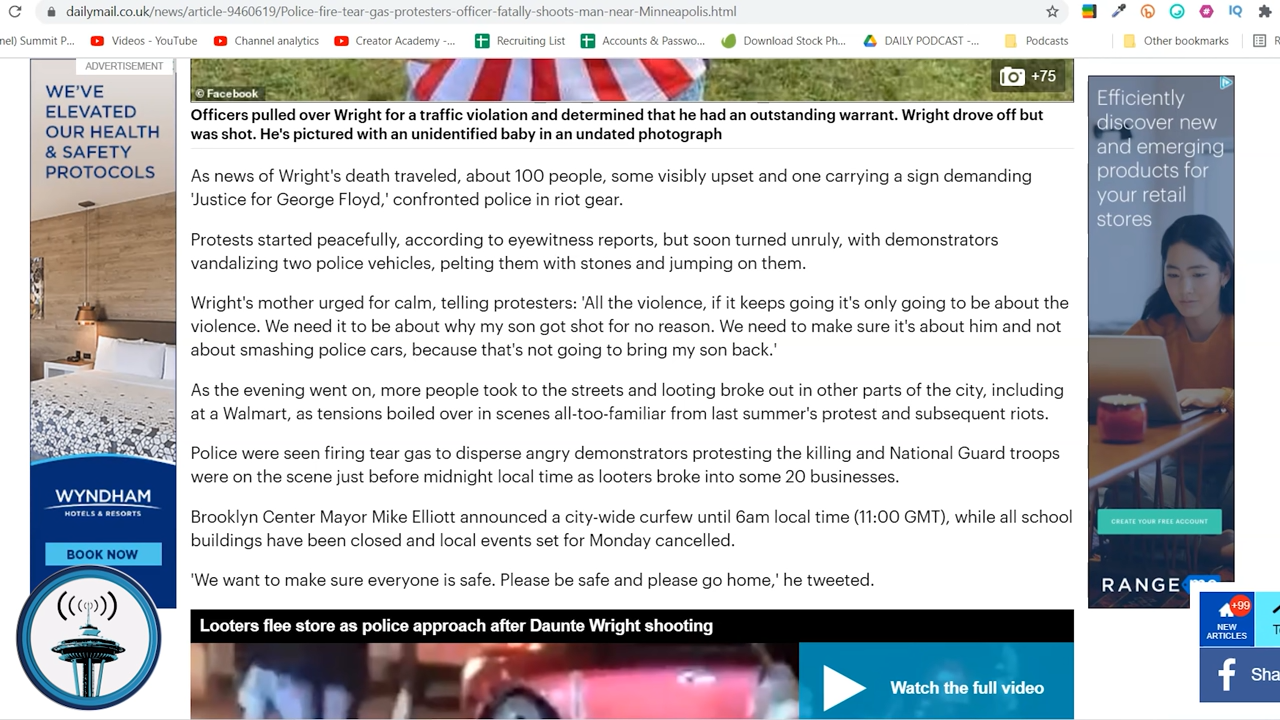 dailymail.co.uk/news/article-9460619/Police-fire-tear-gas-protesters-officer-fatally-shoots-man-near-Minneapolis.html
nel) Summit P... Videos - YouTube Channel analytics Creator Academy -... Recruiting List Accounts & Passwo... Download Stock Ph... DAILY PODCAST -... Podcasts Other bookmarks R
ADVERTISEMENT
WE'VE
ELEVATED
OUR HEALTH
& SAFETY
PROTOCOLS
WYNDHAM
HOTELS & RESORTS
BOOK NOW
© Facebook
+75
Officers pulled over Wright for a traffic violation and determined that he had an outstanding warrant. Wright drove off but
was shot. He's pictured with an unidentified baby in an undated photograph
As news of Wright's death traveled, about 100 people, some visibly upset and one carrying a sign demanding
'Justice for George Floyd,' confronted police in riot gear.
Protests started peacefully, according to eyewitness reports, but soon turned unruly, with demonstrators
vandalizing two police vehicles, pelting them with stones and jumping on them.
Wright's mother urged for calm, telling protesters: 'All the violence, if it keeps going it's only going to be about the
violence. We need it to be about why my son got shot for no reason. We need to make sure it's about him and not
about smashing police cars, because that's not going to bring my son back.'
As the evening went on, more people took to the streets and looting broke out in other parts of the city, including
at a Walmart, as tensions boiled over in scenes all-too-familiar from last summer's protest and subsequent riots.
Police were seen firing tear gas to disperse angry demonstrators protesting the killing and National Guard troops
were on the scene just before midnight local time as looters broke into some 20 businesses.
Brooklyn Center Mayor Mike Elliott announced a city-wide curfew until 6am local time (11:00 GMT), while all school
buildings have been closed and local events set for Monday cancelled.
'We want to make sure everyone is safe. Please be safe and please go home,' he tweeted.
Looters flee store as police approach after Daunte Wright shooting
Watch the full video
Efficiently
discover new
and emerging
products for
your retail
stores
CREATE YOUR FREE ACCOUNT
RANGE me
+99
NEW
ARTICLES
To
Sha